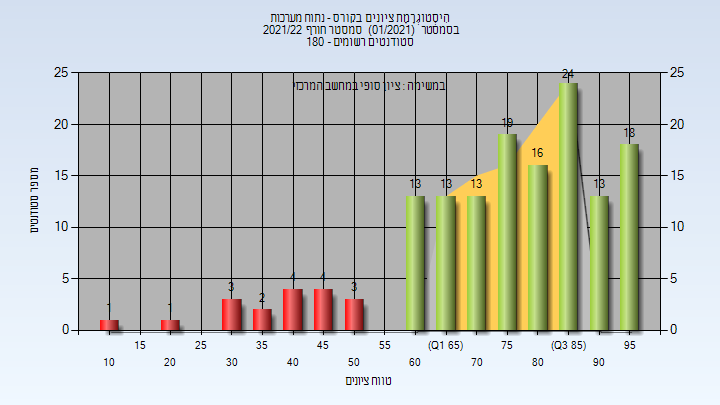 היסטוגרמת ציונים בקורס - נתוח מערכות
בסמסטר (01/2021) סמסטר חורף 2021/22
סטודנטים רשומים - 180
במשימה : ציון סופי במחשב המרכזי
מספר סטודנטים
25 25
20 20
15 15
10 10
5 5
0 0
1 1 3 2 4 4 3 13 13 13 19 16 24 13 18
15 25 35 45 55 (Q1 65) 75 (Q3 85) 95
10 20 30 40 50 60 70 80 90
טווח ציונים